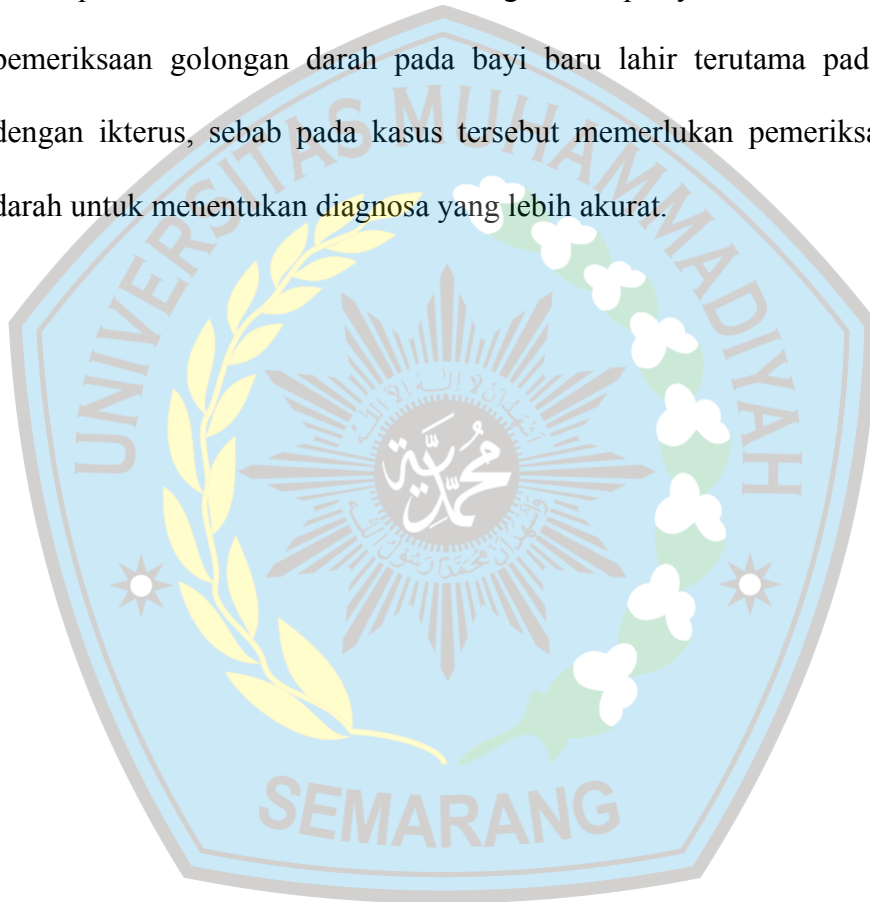 pemeriksaan golongan darah pada bayi baru lahir terutama pad
dengan ikterus, sebab pada kasus tersebut memerlukan pemeriksa
darah untuk menentukan diagnosa yang lebih akurat.
UNIVERSITAS MUHAMMADIYAH
محمدية
SEMARANG